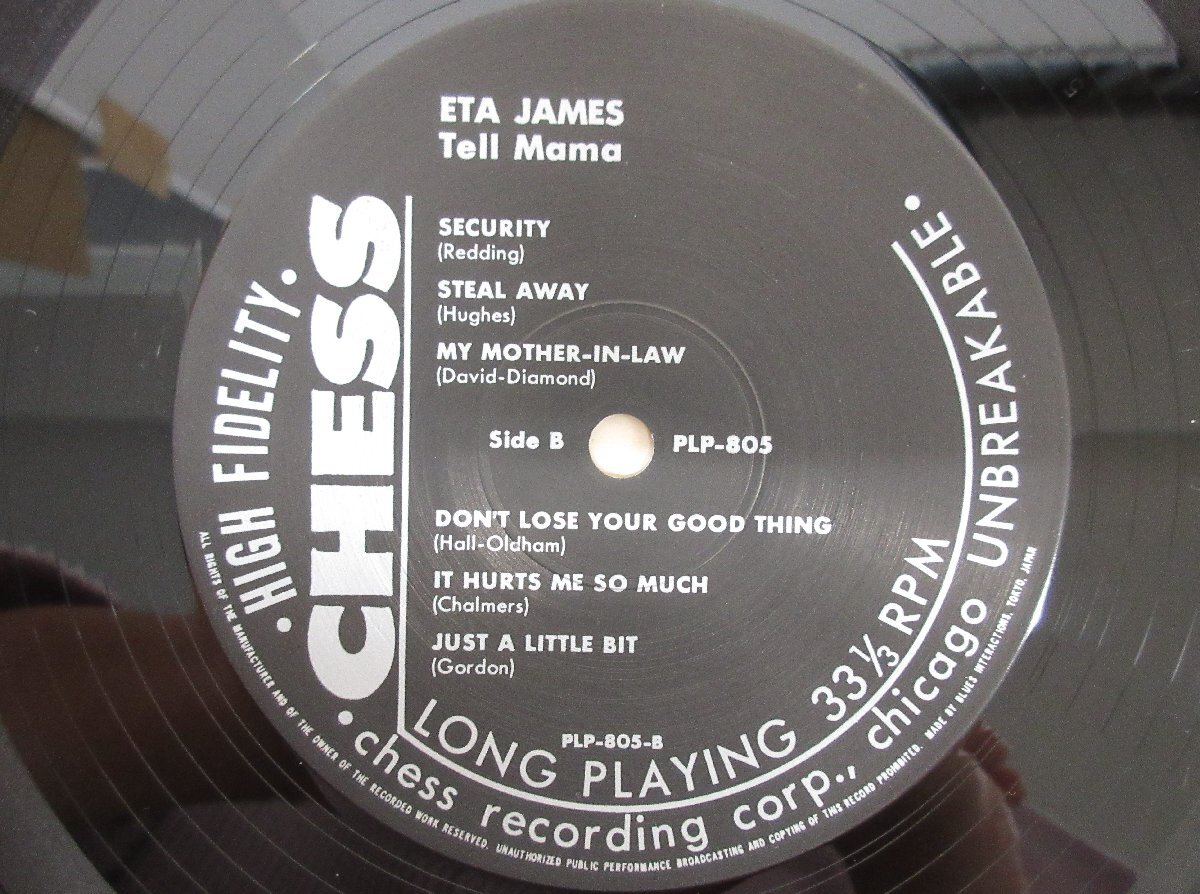 ETA JAMES
Tell Mama
SECURITY
(Redding)
STEAL AWAY
(Hughes)
MY MOTHER-IN-LAW
(David-Diamond)
Side B
PLP-805
DON'T LOSE YOUR GOOD THING
(Hall-Oldham)
IT HURTS ME SO MUCH
(Chalmers)
JUST A LITTLE BIT
(Gordon)
PLP-805-B
CHESS
• HIGH FIDELITY. •
LONG PLAYING 33⅓ RPM
• chess recording corp., chicago UNBREAKABLE. •
ALL RIGHTS OF THE MANUFACTURER AND OF THE OWNER OF THE RECORDED WORK RESERVED. UNAUTHORIZED PUBLIC PERFORMANCE BROADCASTING AND COPYING OF THIS RECORD PROHIBITED. MADE BY BLUES INTERACTIONS, TOKYO, JAPAN